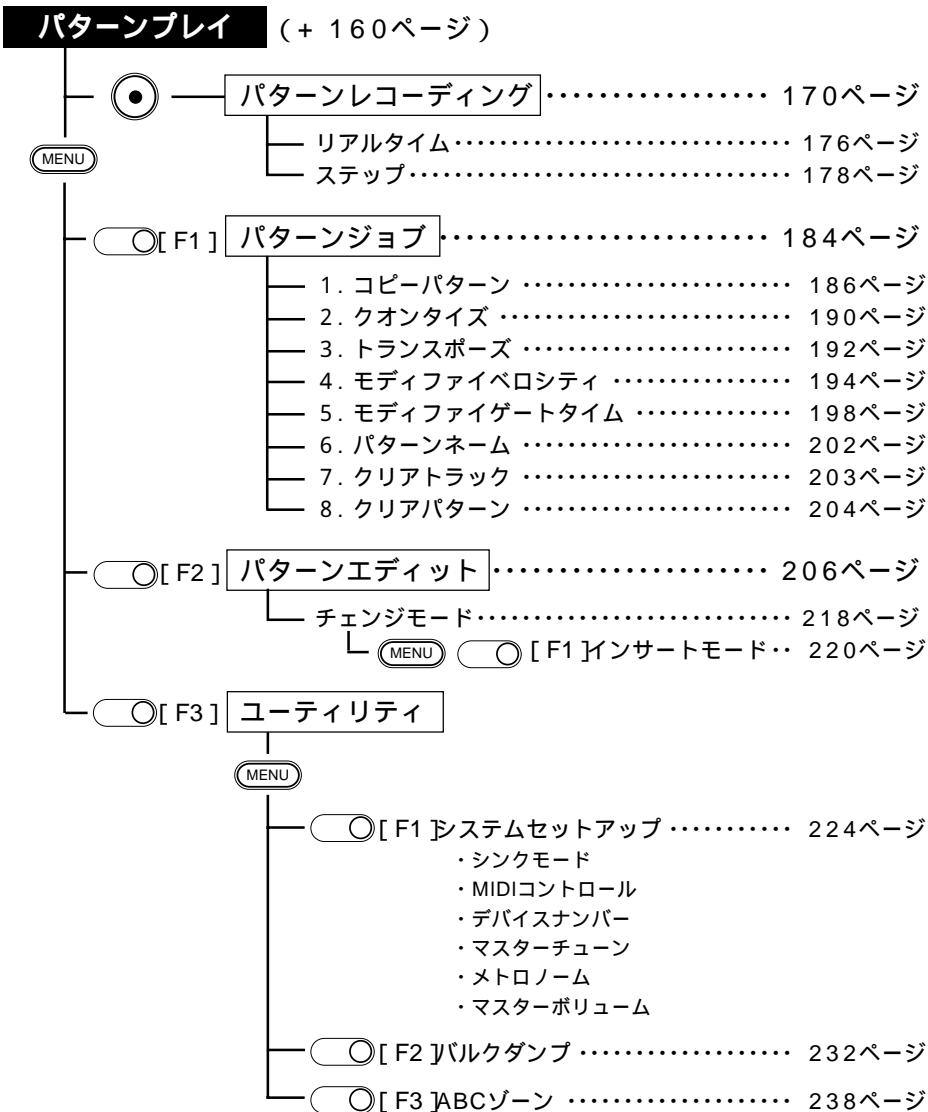 パターンプレイ (+ 160ページ)
パターンレコーディング ・・・・・・・・・・・・・・・・・ 170ページ
リアルタイム ・・・・・・・・・・・・・・・・・・・・・・・・・・・・・ 176ページ
MENU
ステップ ・・・・・・・・・・・・・・・・・・・・・・・・・・・・・・・・ 178ページ
[F1] パターンジョブ ・・・・・・・・・・・・・・・・・・・・・・・・・ 184ページ
1. コピーパターン ・・・・・・・・・・・・・・・・・・・・・・・ 186ページ
2. クオンタイズ ・・・・・・・・・・・・・・・・・・・・・・・・・ 190ページ
3. トランスポーズ ・・・・・・・・・・・・・・・・・・・・・・・ 192ページ
4. モディファイベロシティ ・・・・・・・・・・・・・・・ 194ページ
5. モディファイゲートタイム ・・・・・・・・・・・・・ 198ページ
6. パターンネーム ・・・・・・・・・・・・・・・・・・・・・・・ 202ページ
7. クリアトラック ・・・・・・・・・・・・・・・・・・・・・・・ 203ページ
8. クリアパターン ・・・・・・・・・・・・・・・・・・・・・・・ 204ページ
[F2] パターンエディット ・・・・・・・・・・・・・・・・・・・・・ 206ページ
チェンジモード ・・・・・・・・・・・・・・・・・・・・・・・・・・・ 218ページ
MENU [F1]インサートモード ・・ 220ページ
[F3] ユーティリティ
MENU
[F1]システムセットアップ ・・・・・・・・・・・ 224ページ
・シンクモード
・MIDIコントロール
・デバイスナンバー
・マスターチューン
・メトロノーム
・マスターボリューム
[F2]バルクダンプ ・・・・・・・・・・・・・・・・・・・ 232ページ
[F3]ABCゾーン ・・・・・・・・・・・・・・・・・・・・ 238ページ